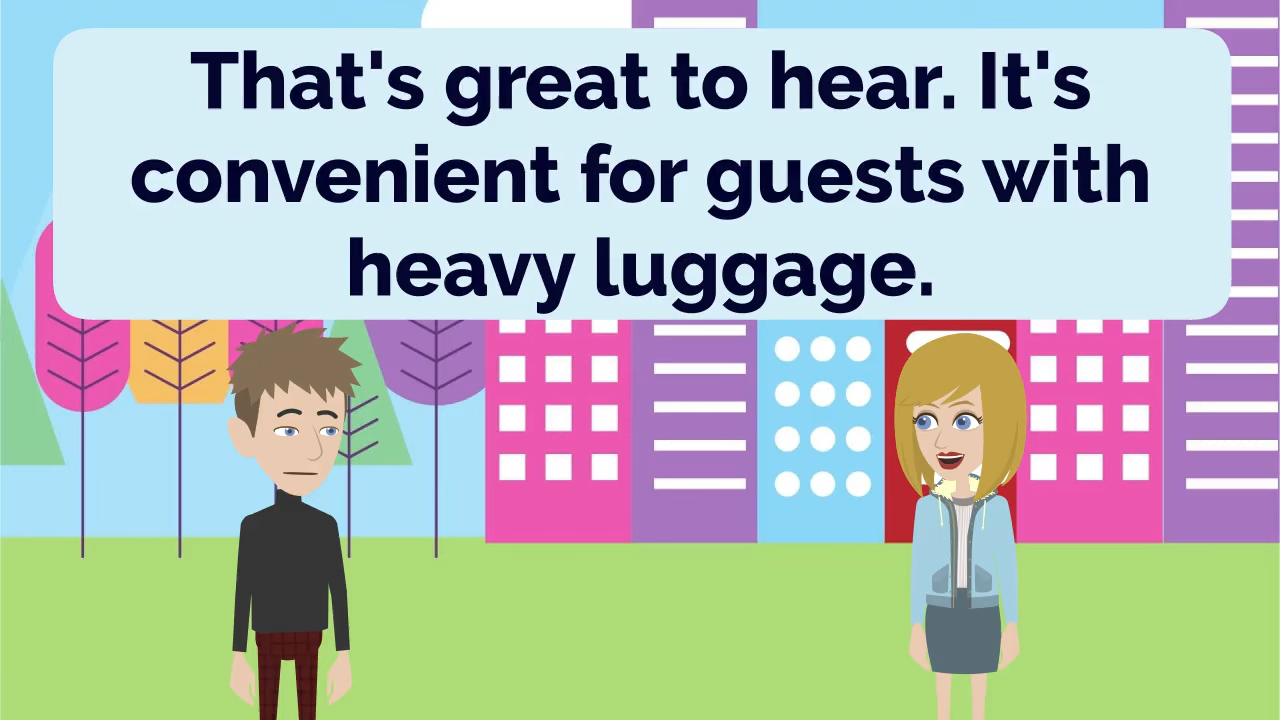 That's great to hear. It's
convenient for guests with
heavy luggage.